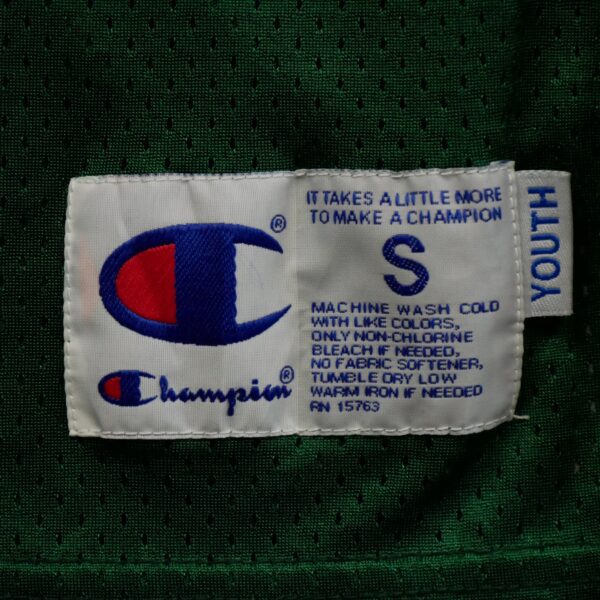 ®
Champion®
IT TAKES A LITTLE MORE
TO MAKE A CHAMPION
S
MACHINE WASH COLD
WITH LIKE COLORS,
ONLY NON-CHLORINE
BLEACH IF NEEDED,
NO FABRIC SOFTENER,
TUMBLE DRY LOW
WARM IRON IF NEEDED
RN 15763
YOUTH